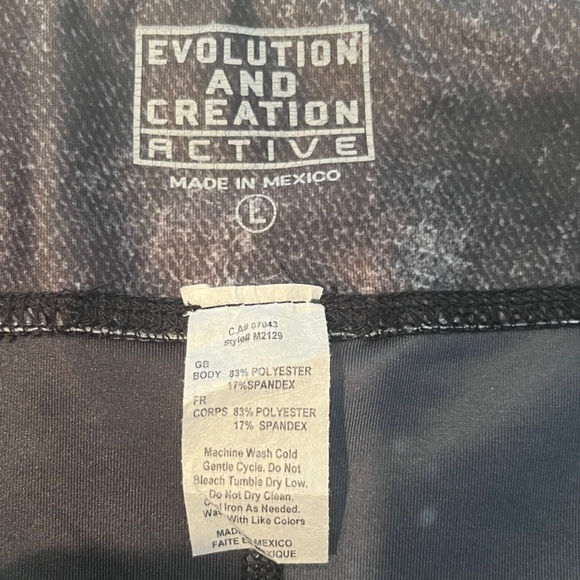 EVOLUTION
AND
CREATION
ACTIVE
MADE IN MEXICO
L
CA# 07043
Style# M2129
GB
BODY 83% POLYESTER
17%SPANDEX
FR
CORPS 83% POLYESTER
17% SPANDEX
Machine Wash Cold
Gentle Cycle. Do Not
Bleach Tumble Dry Low.
Do Not Dry Clean.
Iron As Needed.
With Like Colors
MEXICO
FAITE